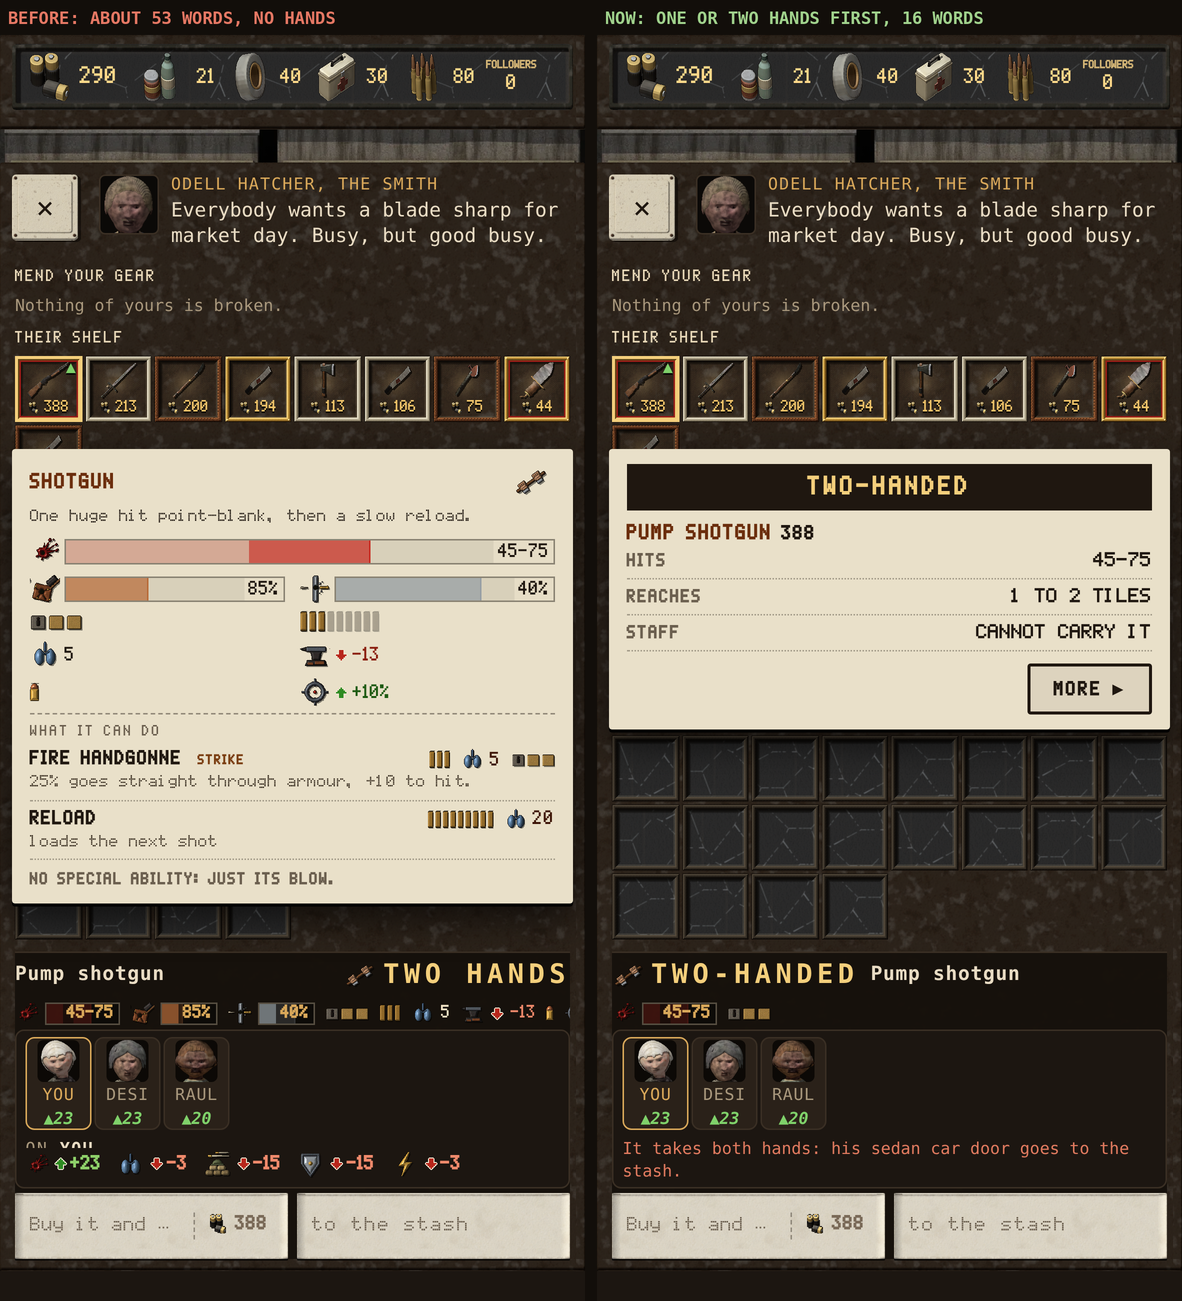 BEFORE: ABOUT 53 WORDS, NO HANDS
290
21
40
30
80
FOLLOWERS
0
×
ODELL HATCHER, THE SMITH
Everybody wants a blade sharp for
market day. Busy, but good busy.
MEND YOUR GEAR
Nothing of yours is broken.
THEIR SHELF
388 213 200 194 113 106 75 44
SHOTGUN
One huge hit point-blank, then a slow reload.
45-75
85% 40%
5 -13
+10%
WHAT IT CAN DO
FIRE HANDGONNE STRIKE 5
25% goes straight through armour, +10 to hit.
RELOAD 20
loads the next shot
NO SPECIAL ABILITY: JUST ITS BLOW.
Pump shotgun TWO HANDS
45-75 85% 40% 5 -13
YOU DESI RAUL
▲23 ▲23 ▲20
ON YOU
+23 -3 -15 -15 -3
Buy it and … 388 to the stash
NOW: ONE OR TWO HANDS FIRST, 16 WORDS
290
21
40
30
80
FOLLOWERS
0
×
ODELL HATCHER, THE SMITH
Everybody wants a blade sharp for
market day. Busy, but good busy.
MEND YOUR GEAR
Nothing of yours is broken.
THEIR SHELF
388 213 200 194 113 106 75 44
TWO-HANDED
PUMP SHOTGUN 388
HITS 45-75
REACHES 1 TO 2 TILES
STAFF CANNOT CARRY IT
MORE ▶
TWO-HANDED Pump shotgun
45-75
YOU DESI RAUL
▲23 ▲23 ▲20
It takes both hands: his sedan car door goes to the
stash.
Buy it and … 388 to the stash